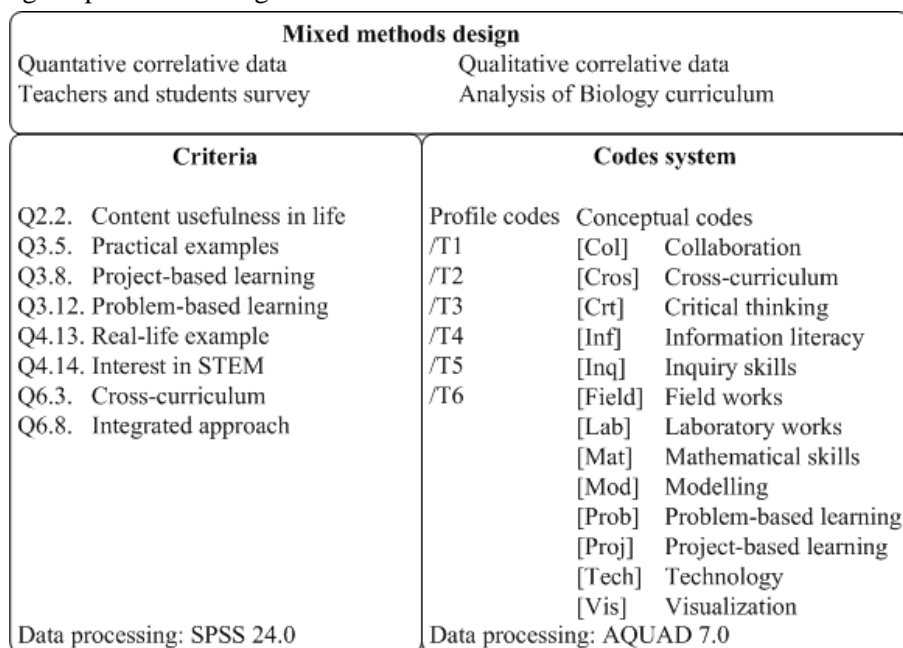 Mixed methods design
Quantative correlative data Qualitative correlative data
Teachers and students survey Analysis of Biology curriculum
Criteria
Q2.2. Content usefulness in life
Q3.5. Practical examples
Q3.8. Project-based learning
Q3.12. Problem-based learning
Q4.13. Real-life example
Q4.14. Interest in STEM
Q6.3. Cross-curriculum
Q6.8. Integrated approach
Data processing: SPSS 24.0
Codes system
Profile codes Conceptual codes
/T1 [Col] Collaboration
/T2 [Cros] Cross-curriculum
/T3 [Crt] Critical thinking
/T4 [Inf] Information literacy
/T5 [Inq] Inquiry skills
/T6 [Field] Field works
[Lab] Laboratory works
[Mat] Mathematical skills
[Mod] Modelling
[Prob] Problem-based learning
[Proj] Project-based learning
[Tech] Technology
[Vis] Visualization
Data processing: AQUAD 7.0